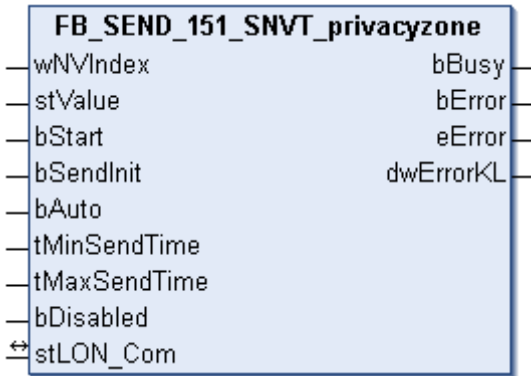 FB_SEND_151_SNVT_privacyzone
wNVIndex bBusy
stValue bError
bStart eError
bSendInit dwErrorKL
bAuto
tMinSendTime
tMaxSendTime
bDisabled
stLON_Com